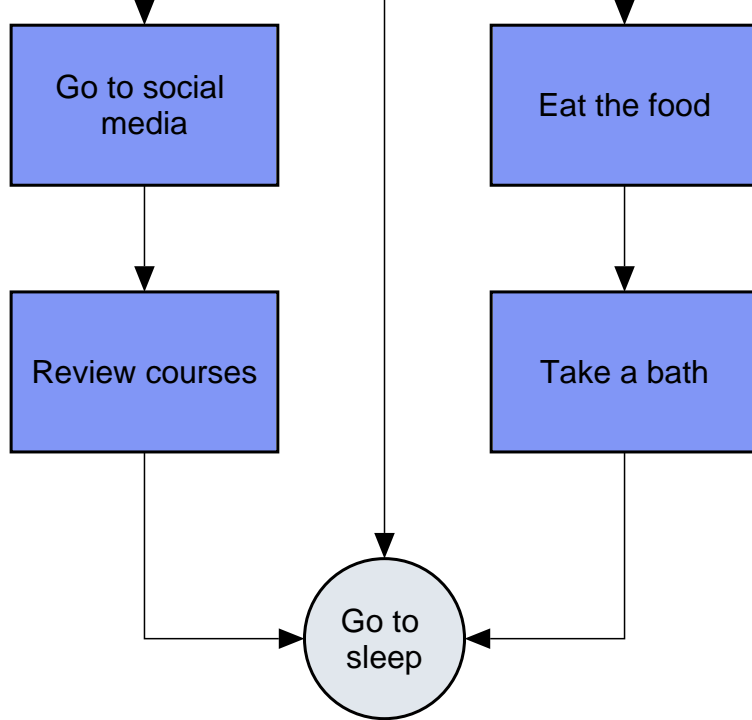 Go to social
media
Eat the food
Review courses
Take a bath
Go to
sleep